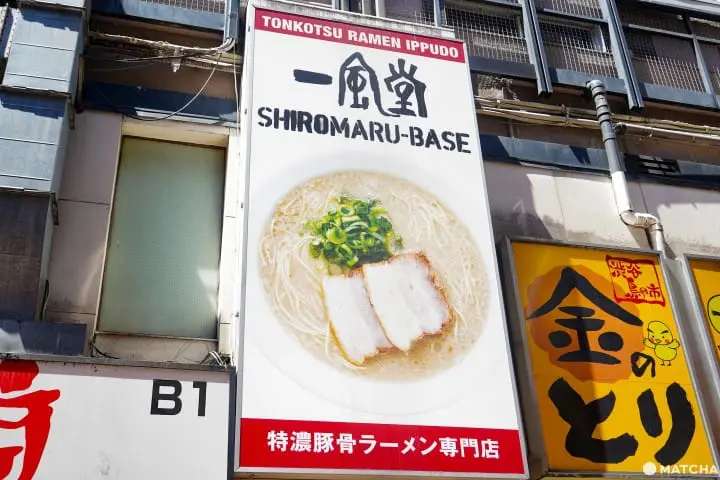 TONKOTSU RAMEN IPPUDO
一風堂
SHIROMARU-BASE
特濃豚骨ラーメン専門店
B1
金の
とり
MATCHA